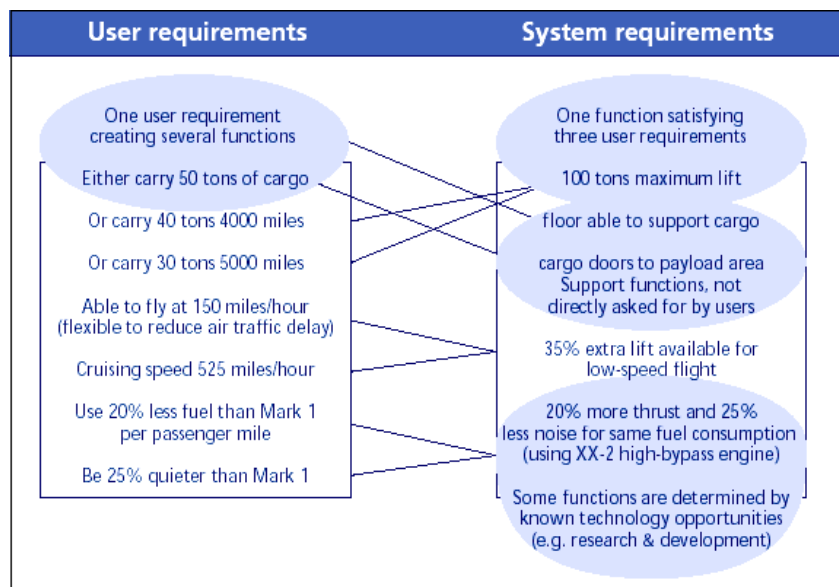 User requirements
System requirements
One user requirement
creating several functions
Either carry 50 tons of cargo
Or carry 40 tons 4000 miles
Or carry 30 tons 5000 miles
Able to fly at 150 miles/hour
(flexible to reduce air traffic delay)
Cruising speed 525 miles/hour
Use 20% less fuel than Mark 1
per passenger mile
Be 25% quieter than Mark 1
One function satisfying
three user requirements
100 tons maximum lift
floor able to support cargo
cargo doors to payload area
Support functions, not
directly asked for by users
35% extra lift available for
low-speed flight
20% more thrust and 25%
less noise for same fuel consumption
(using XX-2 high-bypass engine)
Some functions are determined by
known technology opportunities
(e.g. research & development)